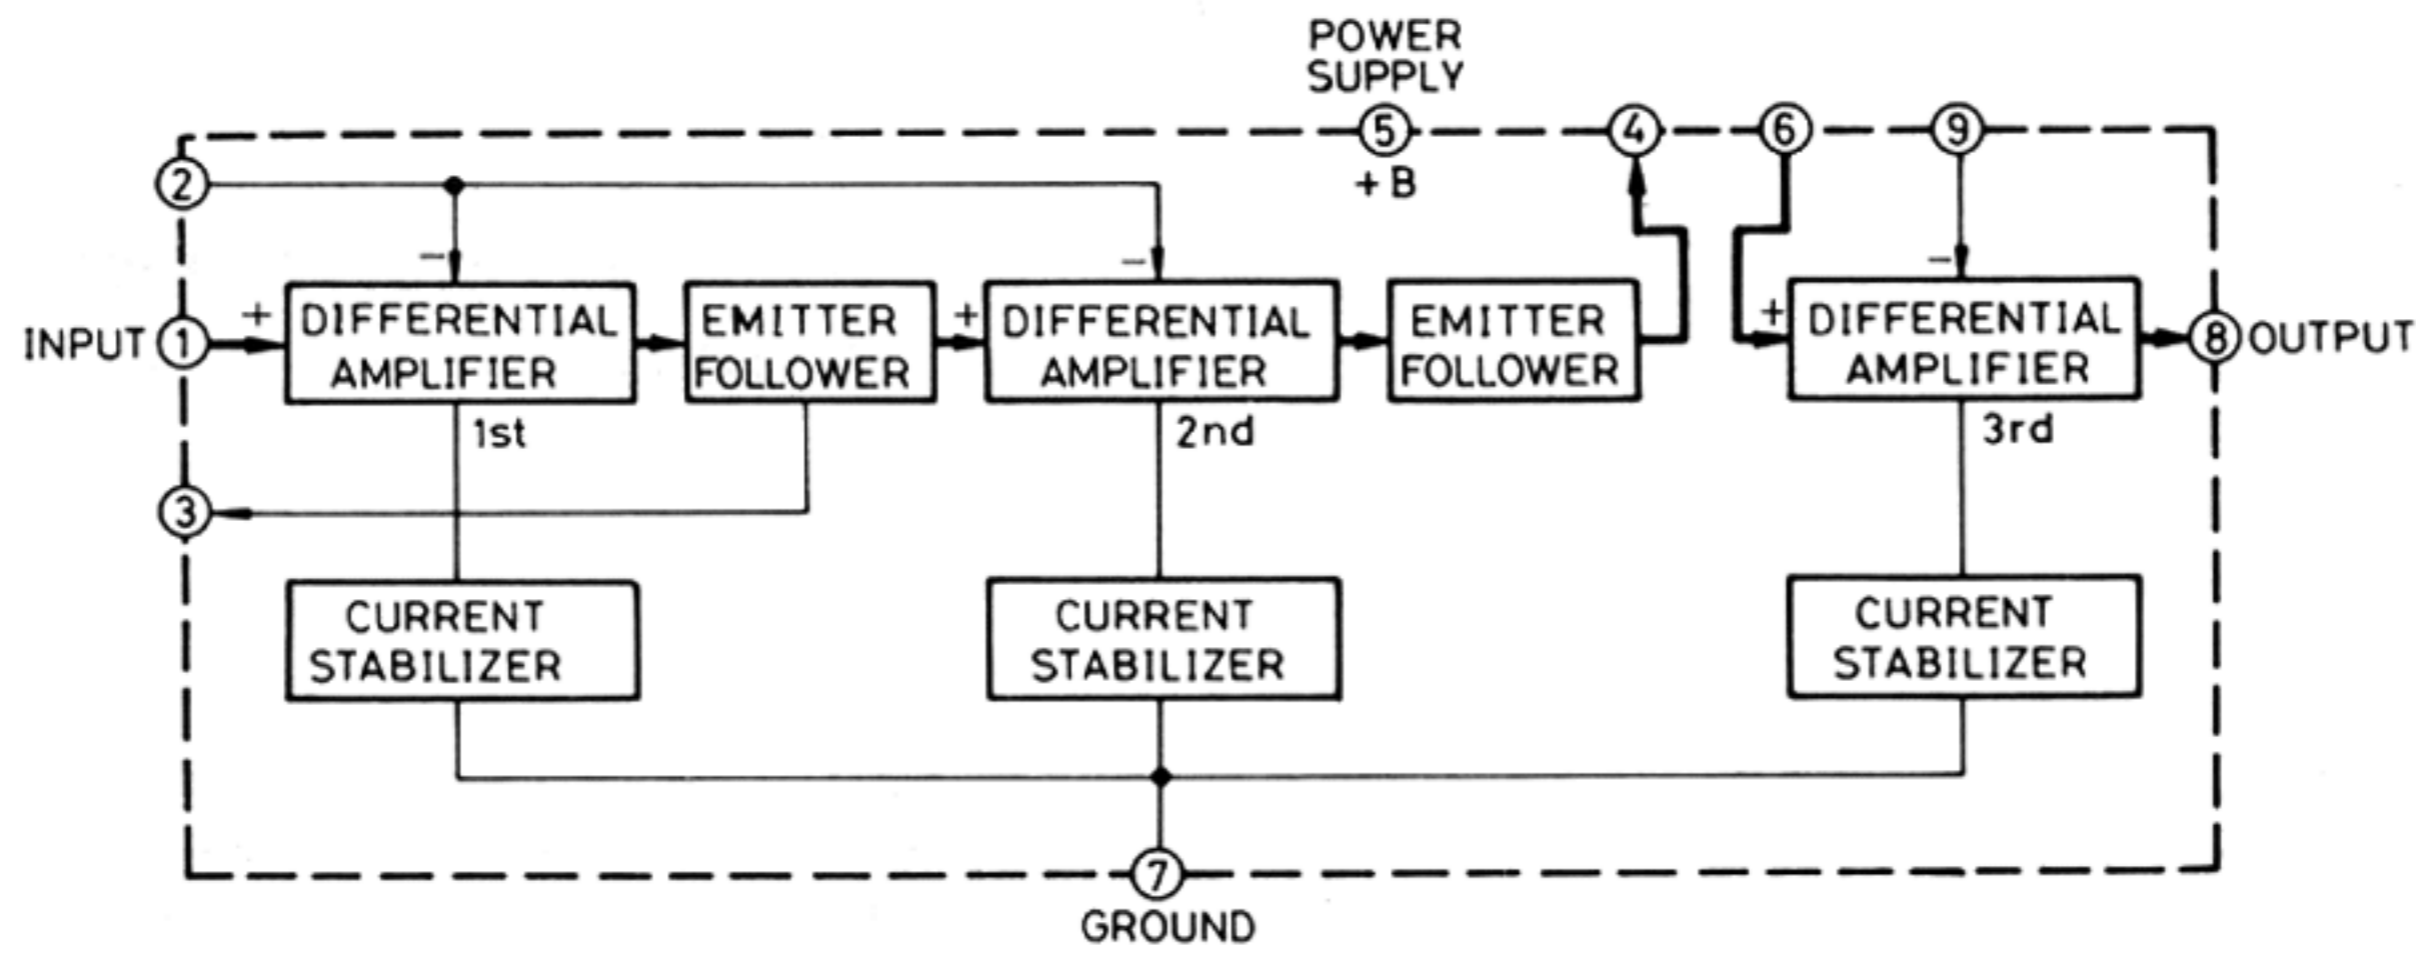 POWER
SUPPLY
5
4
6
9
+ B
2
−
−
−
INPUT
1
+
DIFFERENTIAL
AMPLIFIER
1st
EMITTER
FOLLOWER
+
DIFFERENTIAL
AMPLIFIER
2nd
EMITTER
FOLLOWER
+
DIFFERENTIAL
AMPLIFIER
3rd
8
OUTPUT
3
CURRENT
STABILIZER
CURRENT
STABILIZER
CURRENT
STABILIZER
7
GROUND